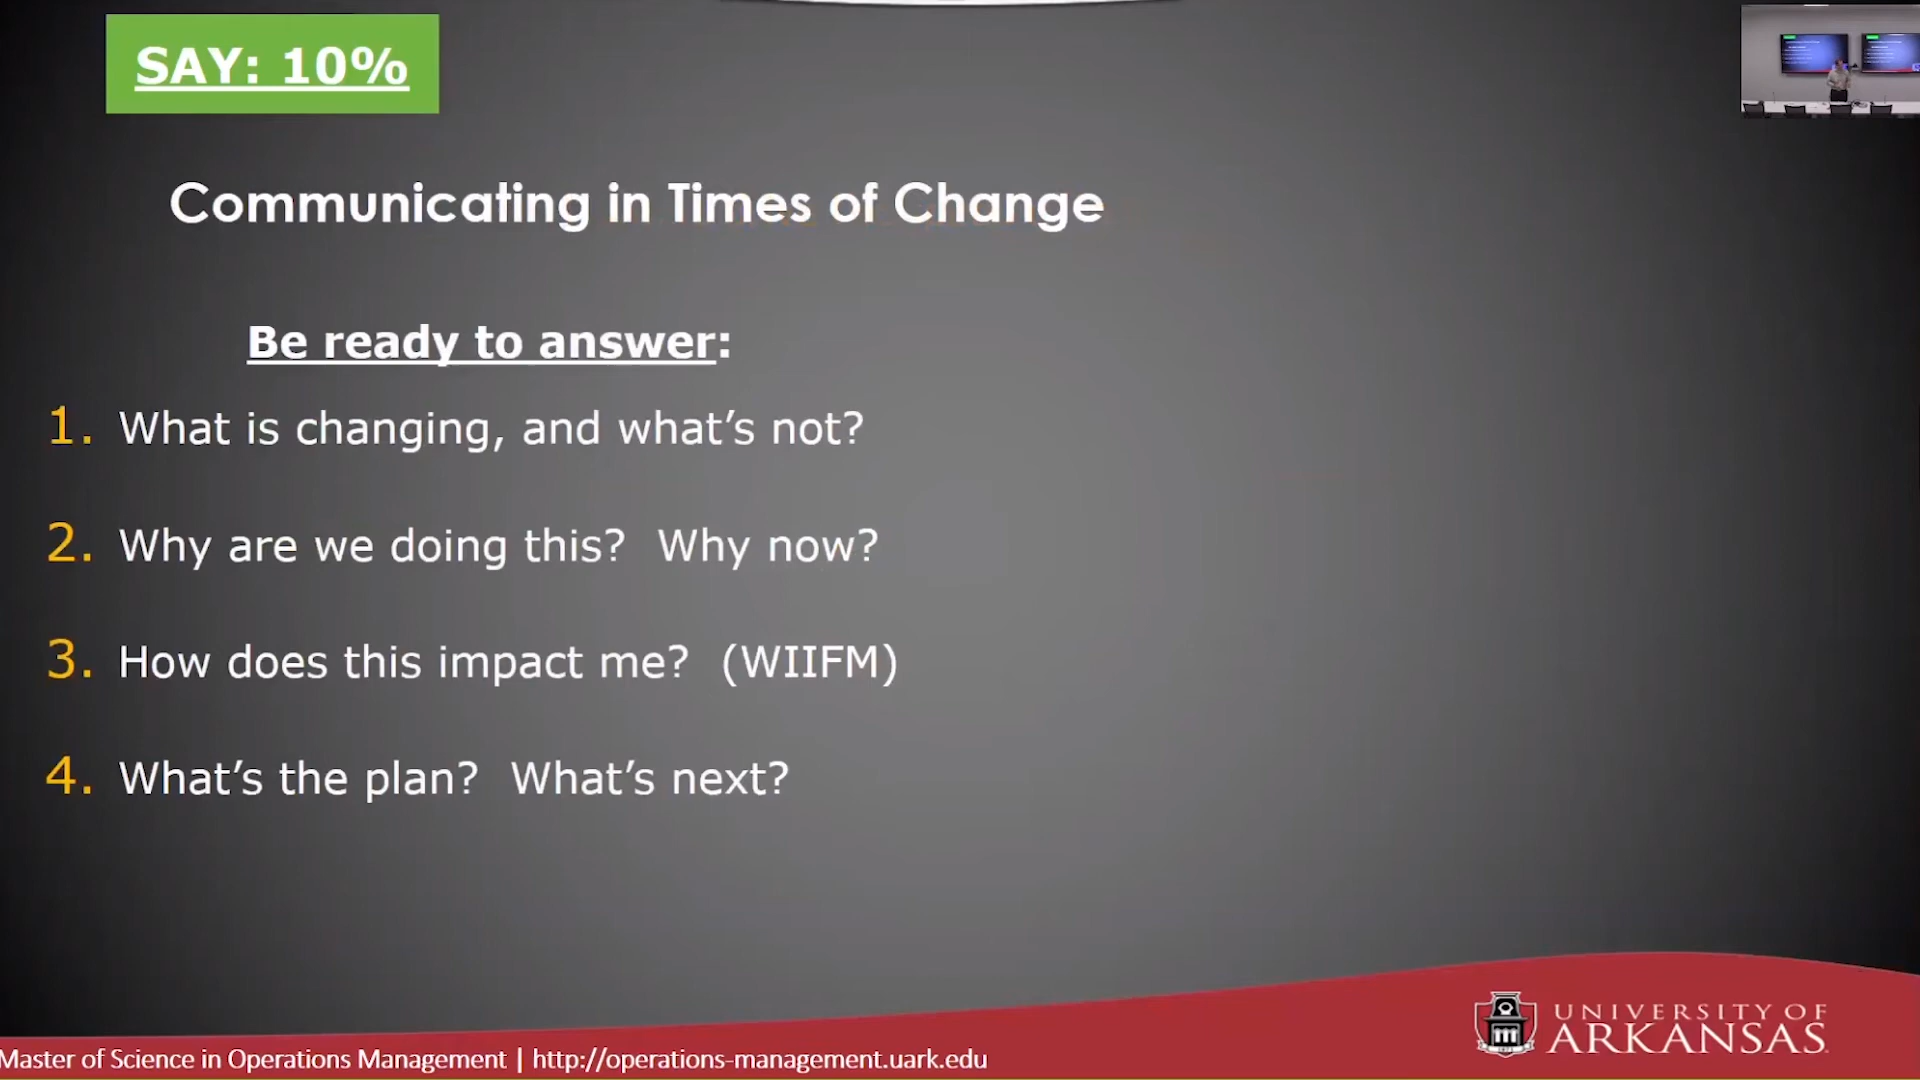 SAY: 10%
Communicating in Times of Change
Be ready to answer:
1. What is changing, and what’s not?
2. Why are we doing this? Why now?
3. How does this impact me? (WIIFM)
4. What’s the plan? What’s next?
UNIVERSITY OF
ARKANSAS
Master of Science in Operations Management | http://operations-management.uark.edu